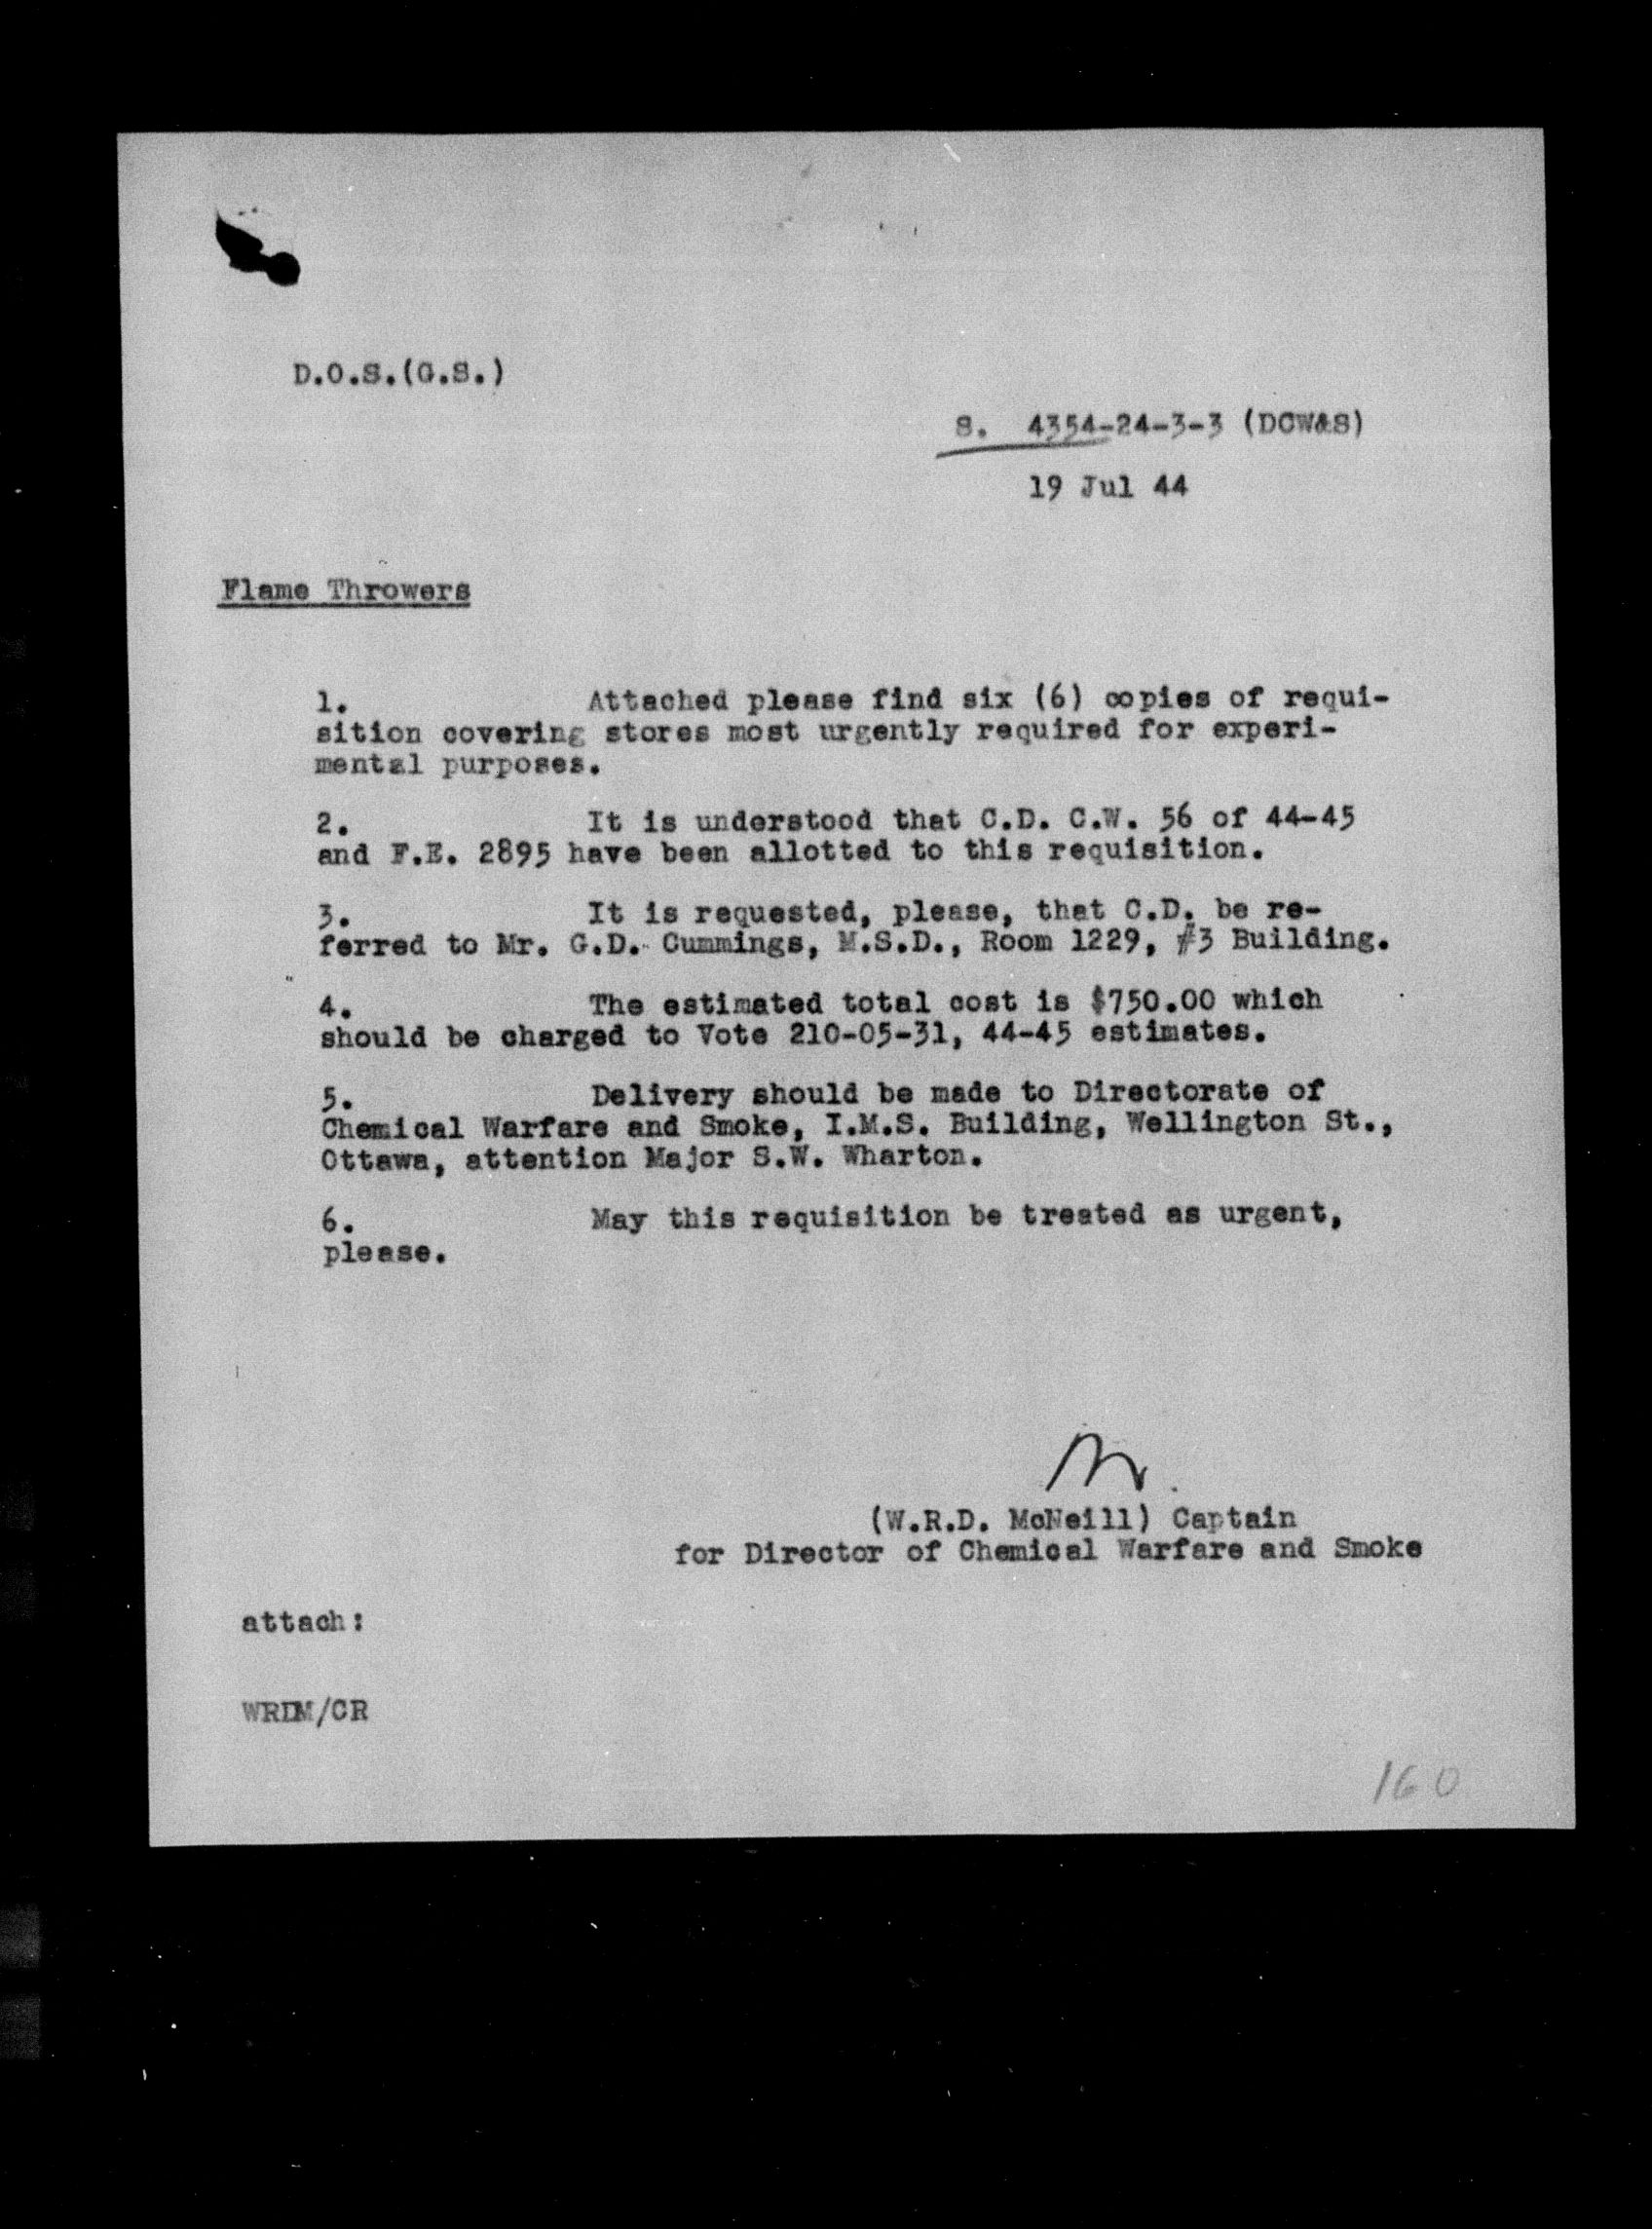 D.O.S.(G.S.)
S. 4354-24-3-3 (DCW&S)
19 Jul 44
Flame Throwers
1. Attached please find six (6) copies of requi-
sition covering stores most urgently required for experi-
mental purposes.
2. It is understood that C.D. C.W. 56 of 44-45
and F.E. 2895 have been allotted to this requisition.
3. It is requested, please, that C.D. be re-
ferred to Mr. G.D. Cummings, M.S.D., Room 1229, #3 Building.
4. The estimated total cost is $750.00 which
should be charged to Vote 210-05-31, 44-45 estimates.
5. Delivery should be made to Directorate of
Chemical Warfare and Smoke, I.M.S. Building, Wellington St.,
Ottawa, attention Major S.W. Wharton.
6. May this requisition be treated as urgent,
please.
(W.R.D. McNeill) Captain
for Director of Chemical Warfare and Smoke
attach:
WRDM/CR
160